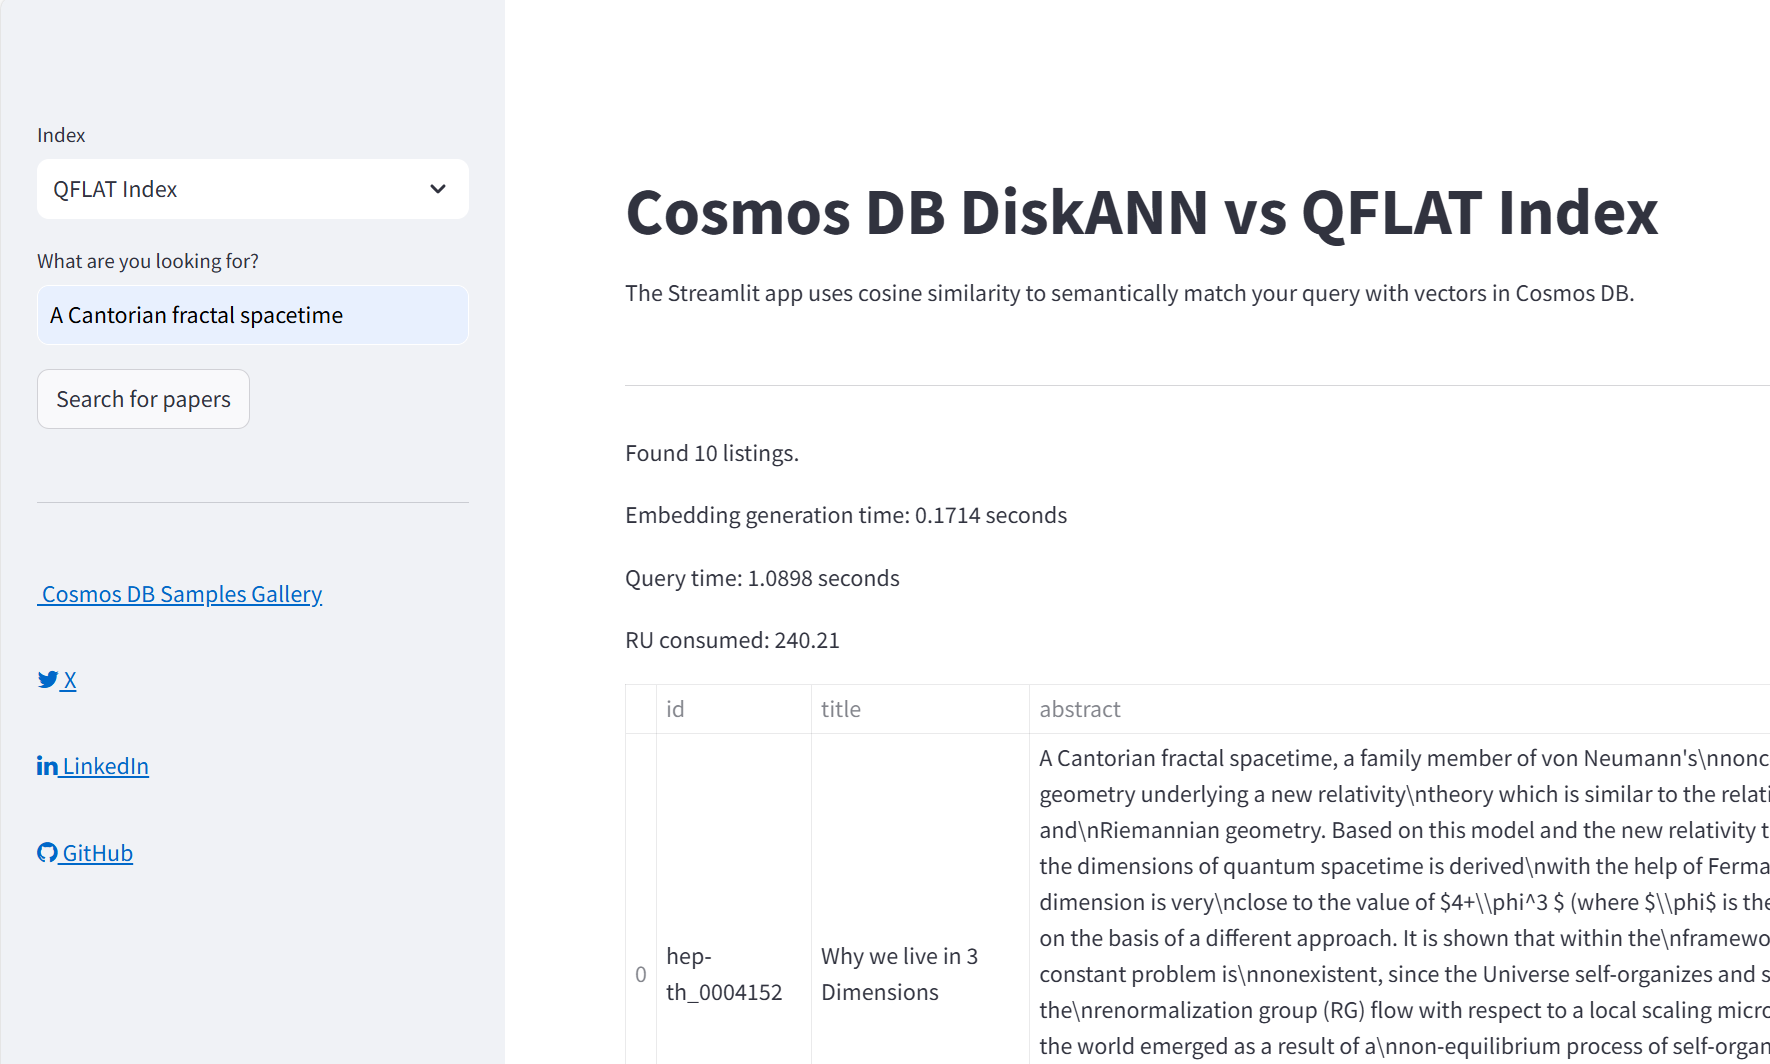 Index
QFLAT Index
What are you looking for?
A Cantorian fractal spacetime
Search for papers
Cosmos DB Samples Gallery
X
LinkedIn
GitHub
Cosmos DB DiskANN vs QFLAT Index
The Streamlit app uses cosine similarity to semantically match your query with vectors in Cosmos DB.
Found 10 listings.
Embedding generation time: 0.1714 seconds
Query time: 1.0898 seconds
RU consumed: 240.21
id title abstract
0
hep-
th_0004152
Why we live in 3
Dimensions
A Cantorian fractal spacetime, a family member of von Neumann's\nnonc
geometry underlying a new relativity\ntheory which is similar to the relati
and\nRiemannian geometry. Based on this model and the new relativity t
the dimensions of quantum spacetime is derived\nwith the help of Ferma
dimension is very\nclose to the value of $4+\\phi^3 $ (where $\\phi$ is the
on the basis of a different approach. It is shown that within the\nframewo
constant problem is\nnonexistent, since the Universe self-organizes and s
the\nrenormalization group (RG) flow with respect to a local scaling micro
the world emerged as a result of a\nnon-equilibrium process of self-organ